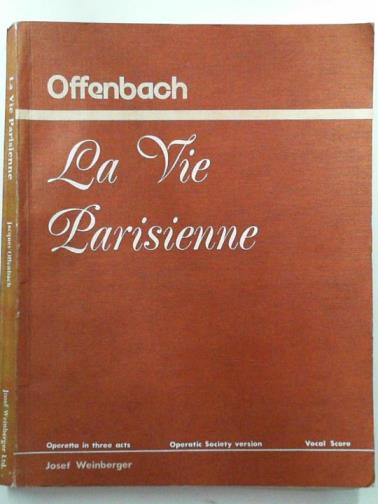 Offenbach
La Vie
Parisienne
Operetta in three acts Operatic Society version Vocal Score
Josef Weinberger
La Vie Parisienne
Jacques Offenbach
Josef Weinberger Ltd.